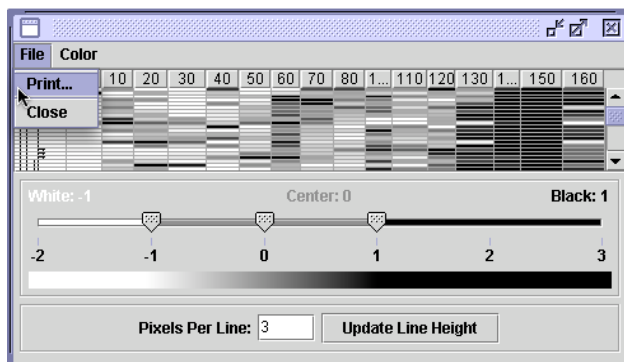 File Color
Print...
10 20 30 40 50 60 70 80 1... 110 120 130 1... 150 160
Close
White: -1 Center: 0 Black: 1
-2 -1 0 1 2 3
Pixels Per Line: 3 Update Line Height